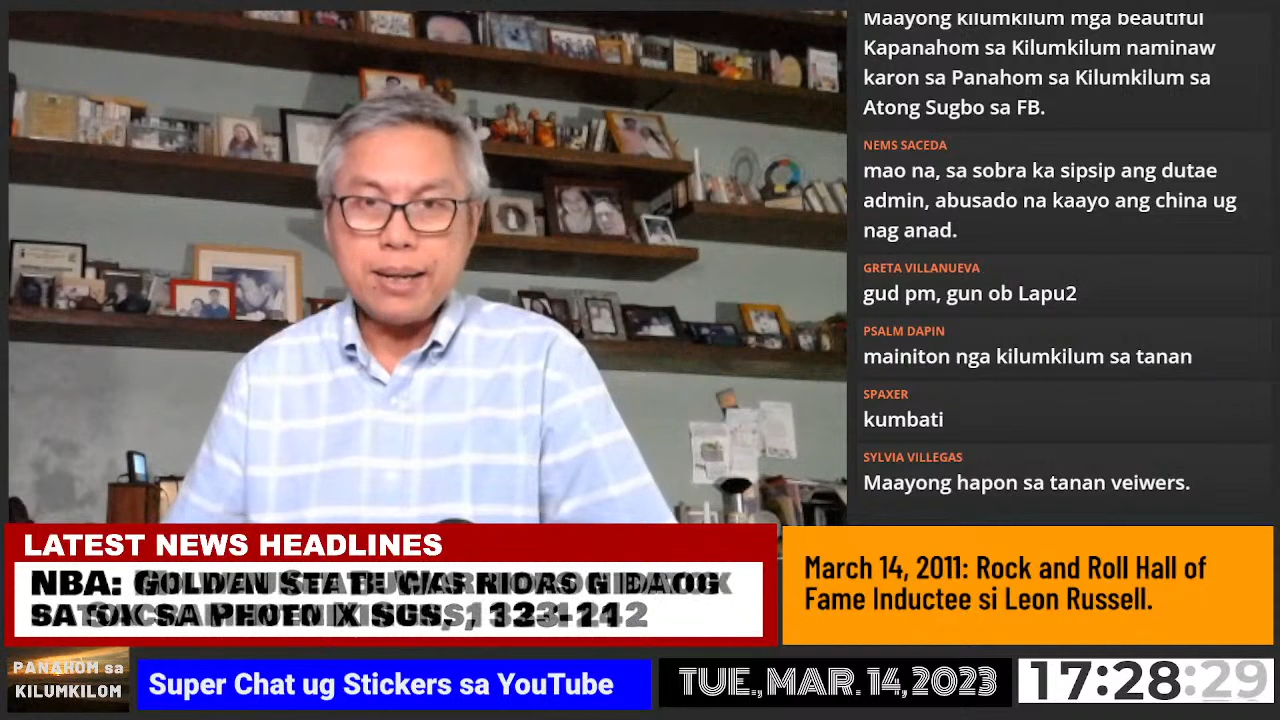 Maayong kilumkilum mga beautiful
Kapanahom sa Kilumkilum naminaw
karon sa Panahom sa Kilumkilum sa
Atong Sugbo sa FB.
NEMS SACEDA
mao na, sa sobra ka sipsip ang dutae
admin, abusado na kaayo ang china ug
nag anad.
GRETA VILLANUEVA
gud pm, gun ob Lapu2
PSALM DAPIN
mainiton nga kilumkilum sa tanan
SPAXER
kumbati
SYLVIA VILLEGAS
Maayong hapon sa tanan veiwers.
LATEST NEWS HEADLINES
NBA: GOLDEN STATE WARRIORS
March 14, 2011: Rock and Roll Hall of
Fame Inductee si Leon Russell.
PANAHOM sa
KILUMKILOM
Super Chat ug Stickers sa YouTube
TUE., MAR. 14, 2023
17:28:29